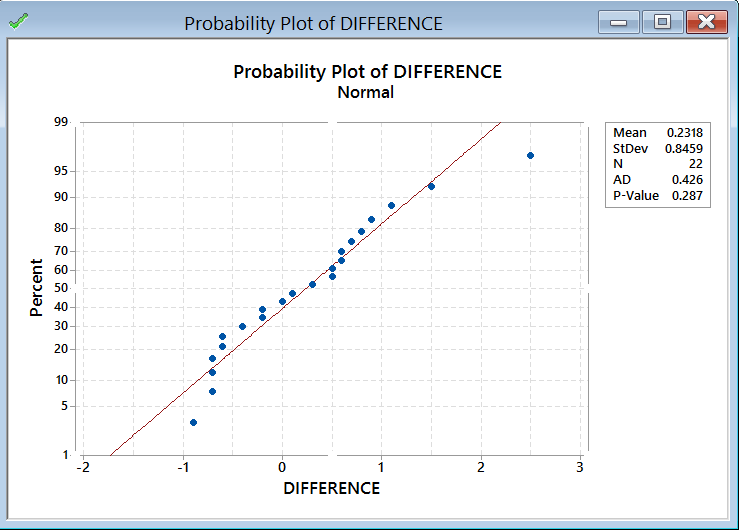 Probability Plot of DIFFERENCE
Probability Plot of DIFFERENCE
Normal
99
95
90
80
70
60
50
40
30
20
10
5
1
Percent
-2 -1 0 1 2 3
DIFFERENCE
Mean 0.2318
StDev 0.8459
N 22
AD 0.426
P-Value 0.287